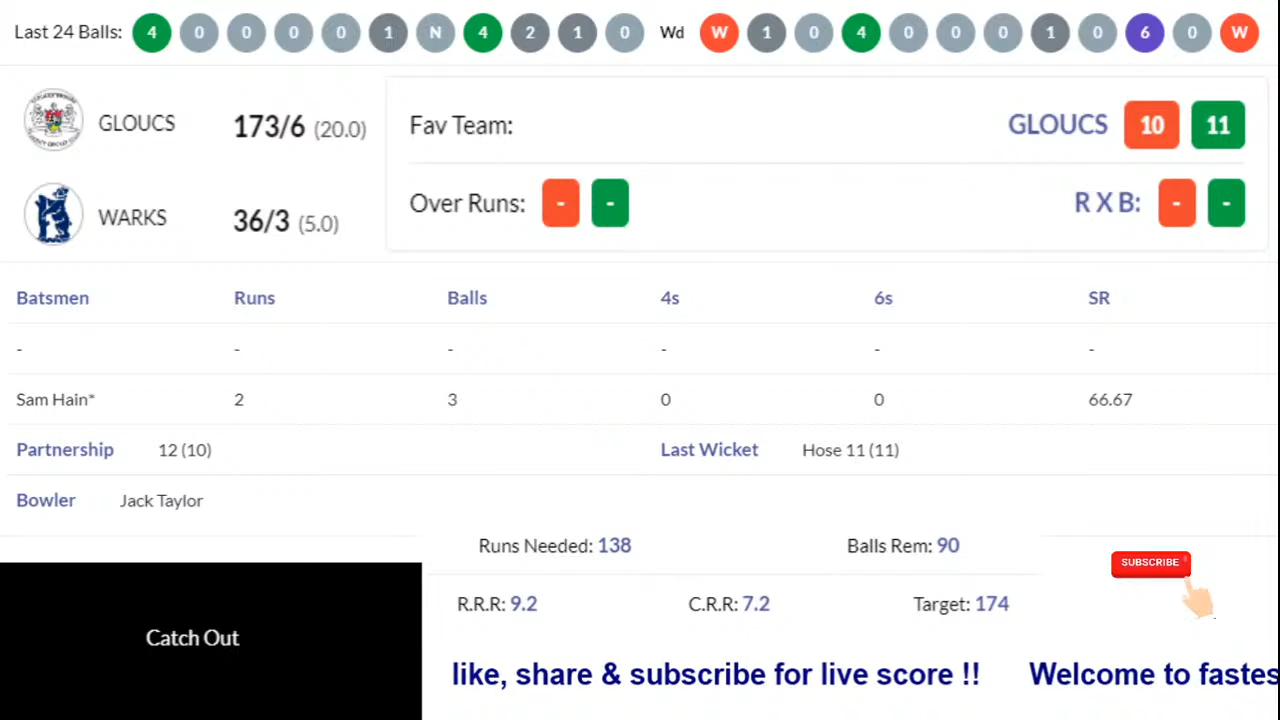 Last 24 Balls: 4 0 0 0 0 1 N 4 2 1 0 Wd W 1 0 4 0 0 0 1 0 6 0 W
GLOUCS 173/6 (20.0)
Fav Team: GLOUCS 10 11
WARKS 36/3 (5.0)
Over Runs: - - R X B: - -
Batsmen Runs Balls 4s 6s SR
- - - - - -
Sam Hain* 2 3 0 0 66.67
Partnership 12 (10) Last Wicket Hose 11 (11)
Bowler Jack Taylor
Runs Needed: 138 Balls Rem: 90
SUBSCRIBE
R.R.R: 9.2 C.R.R: 7.2 Target: 174
Catch Out
like, share & subscribe for live score !! Welcome to fastes